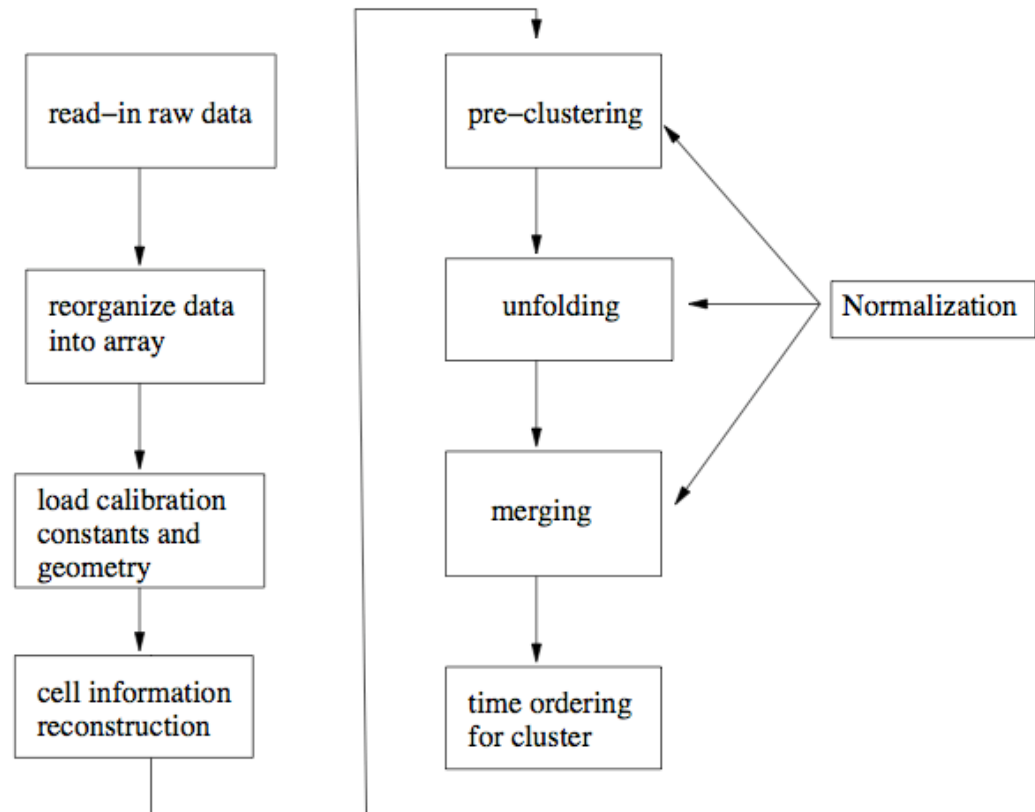 read−in raw data
reorganize data
into array
load calibration
constants and
geometry
cell information
reconstruction
pre−clustering
unfolding
merging
time ordering
for cluster
Normalization